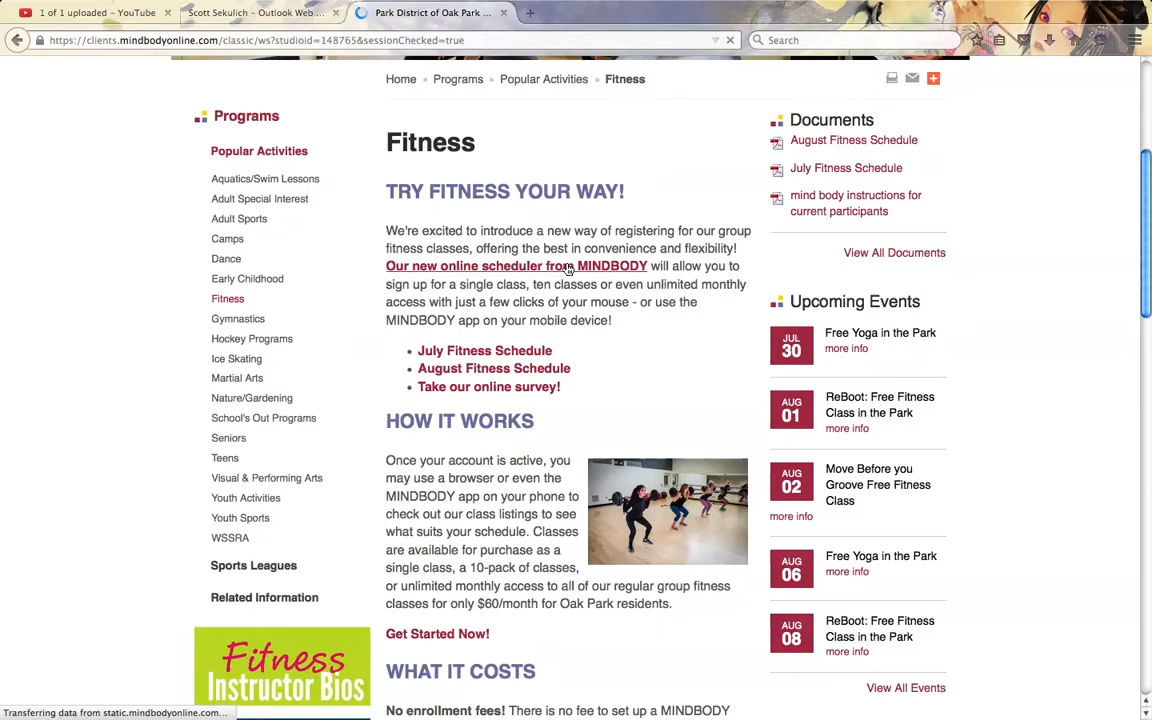 1 of 1 uploaded - YouTube
Scott Sekulich - Outlook Web ...
Park District of Oak Park ...
https://clients.mindbodyonline.com/classic/ws?studioid=148765&sessionChecked=true
Search
Home Programs Popular Activities Fitness
Programs
Popular Activities
Aquatics/Swim Lessons
Adult Special Interest
Adult Sports
Camps
Dance
Early Childhood
Fitness
Gymnastics
Hockey Programs
Ice Skating
Martial Arts
Nature/Gardening
School's Out Programs
Seniors
Teens
Visual & Performing Arts
Youth Activities
Youth Sports
WSSRA
Sports Leagues
Related Information
Fitness
Instructor Bios
Fitness
TRY FITNESS YOUR WAY!
We're excited to introduce a new way of registering for our group
fitness classes, offering the best in convenience and flexibility!
Our new online scheduler from MINDBODY will allow you to
sign up for a single class, ten classes or even unlimited monthly
access with just a few clicks of your mouse - or use the
MINDBODY app on your mobile device!
• July Fitness Schedule
• August Fitness Schedule
• Take our online survey!
HOW IT WORKS
Once your account is active, you
may use a browser or even the
MINDBODY app on your phone to
check out our class listings to see
what suits your schedule. Classes
are available for purchase as a
single class, a 10-pack of classes,
or unlimited monthly access to all of our regular group fitness
classes for only $60/month for Oak Park residents.
Get Started Now!
WHAT IT COSTS
No enrollment fees! There is no fee to set up a MINDBODY
Documents
August Fitness Schedule
July Fitness Schedule
mind body instructions for
current participants
View All Documents
Upcoming Events
JUL
30
Free Yoga in the Park
more info
AUG
01
ReBoot: Free Fitness
Class in the Park
more info
AUG
02
Move Before you
Groove Free Fitness
Class
more info
AUG
06
Free Yoga in the Park
more info
AUG
08
ReBoot: Free Fitness
Class in the Park
more info
View All Events
Transferring data from static.mindbodyonline.com...